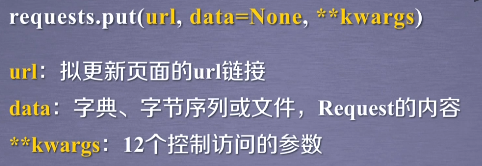 requests.put(url, data=None, **kwargs)
url：拟更新页面的url链接
data：字典、字节序列或文件，Request的内容
**kwargs：12个控制访问的参数